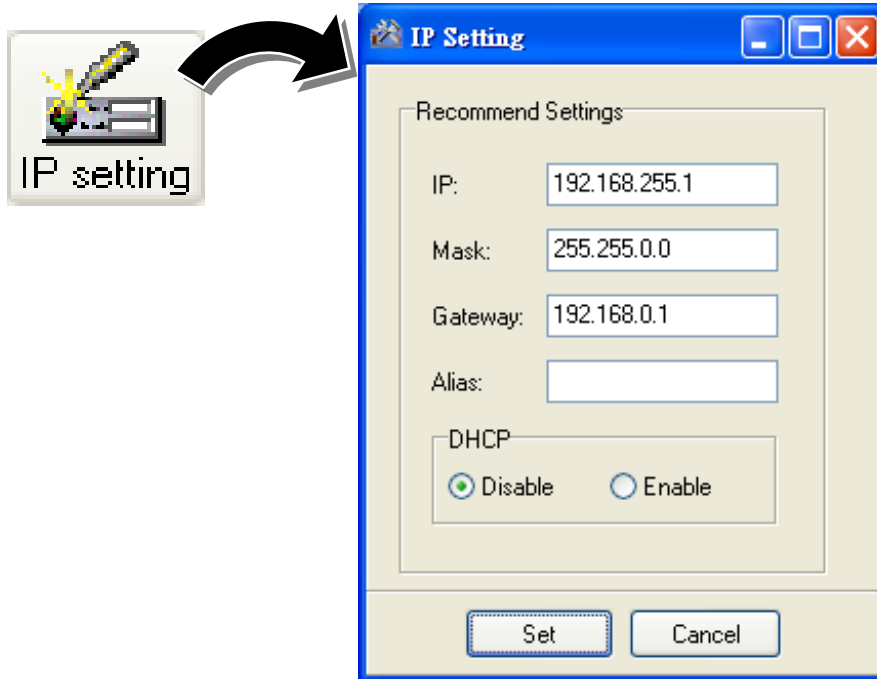 IP setting
IP Setting
Recommend Settings
IP: 192.168.255.1
Mask: 255.255.0.0
Gateway: 192.168.0.1
Alias:
DHCP
Disable Enable
Set Cancel